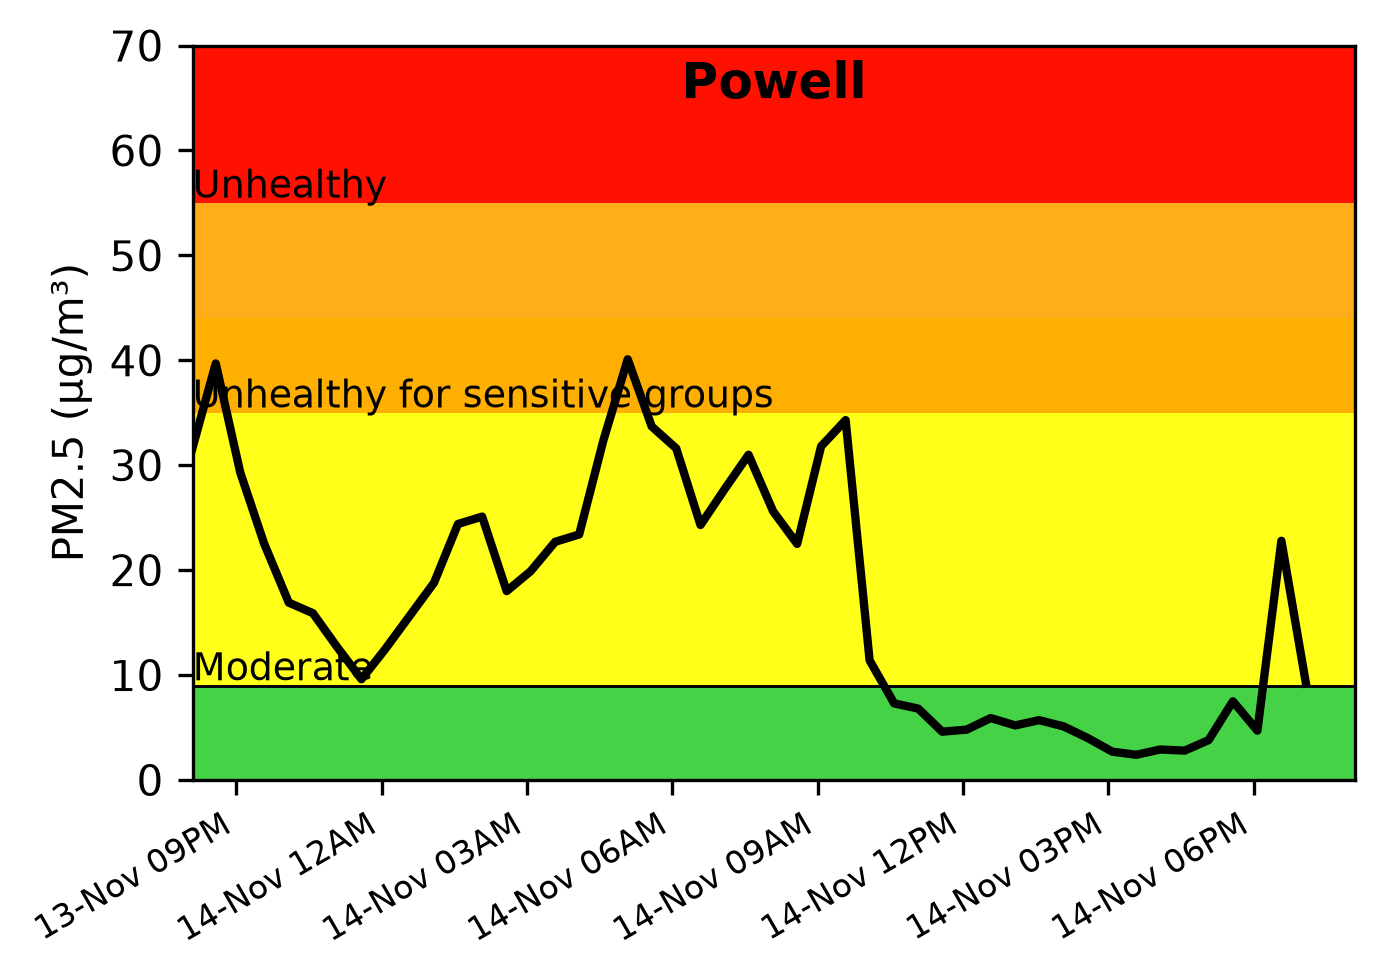 Powell
70
60
50
40
30
20
10
0
PM2.5 (µg/m³)
Unhealthy
Unhealthy for sensitive groups
Moderate
13-Nov 09PM
14-Nov 12AM
14-Nov 03AM
14-Nov 06AM
14-Nov 09AM
14-Nov 12PM
14-Nov 03PM
14-Nov 06PM